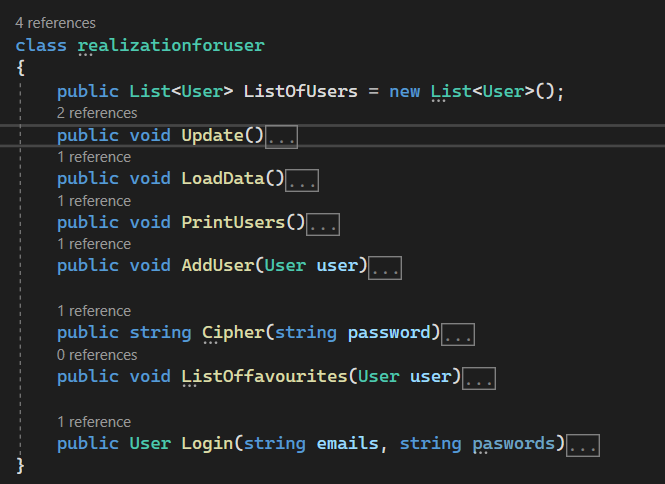 4 references
class realizationforuser
{
public List<User> ListOfUsers = new List<User>();
2 references
public void Update()...
1 reference
public void LoadData()...
1 reference
public void PrintUsers()...
1 reference
public void AddUser(User user)...
1 reference
public string Cipher(string password)...
0 references
public void ListOffavourites(User user)...
1 reference
public User Login(string emails, string paswords)...
}